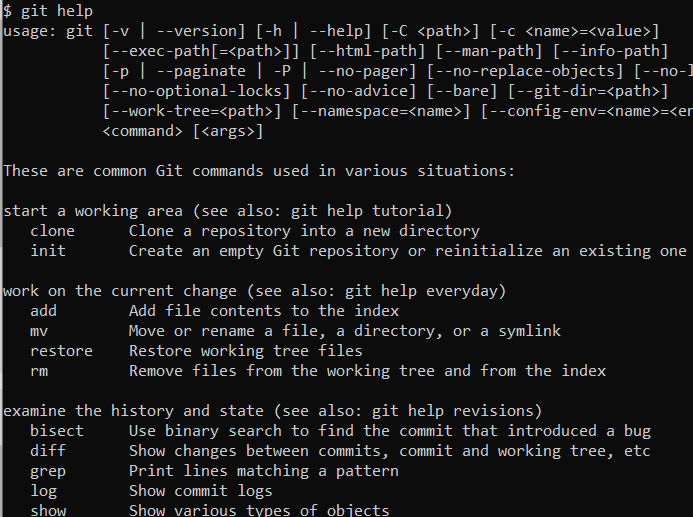 $ git help
usage: git [-v | --version] [-h | --help] [-C <path>] [-c <name>=<value>]
           [--exec-path[=<path>]] [--html-path] [--man-path] [--info-path]
           [-p | --paginate | -P | --no-pager] [--no-replace-objects] [--no-
           [--no-optional-locks] [--no-advice] [--bare] [--git-dir=<path>]
           [--work-tree=<path>] [--namespace=<name>] [--config-env=<name>=<en
           <command> [<args>]

These are common Git commands used in various situations:

start a working area (see also: git help tutorial)
   clone      Clone a repository into a new directory
   init       Create an empty Git repository or reinitialize an existing one

work on the current change (see also: git help everyday)
   add        Add file contents to the index
   mv         Move or rename a file, a directory, or a symlink
   restore    Restore working tree files
   rm         Remove files from the working tree and from the index

examine the history and state (see also: git help revisions)
   bisect     Use binary search to find the commit that introduced a bug
   diff       Show changes between commits, commit and working tree, etc
   grep       Print lines matching a pattern
   log        Show commit logs
   show       Show various types of objects